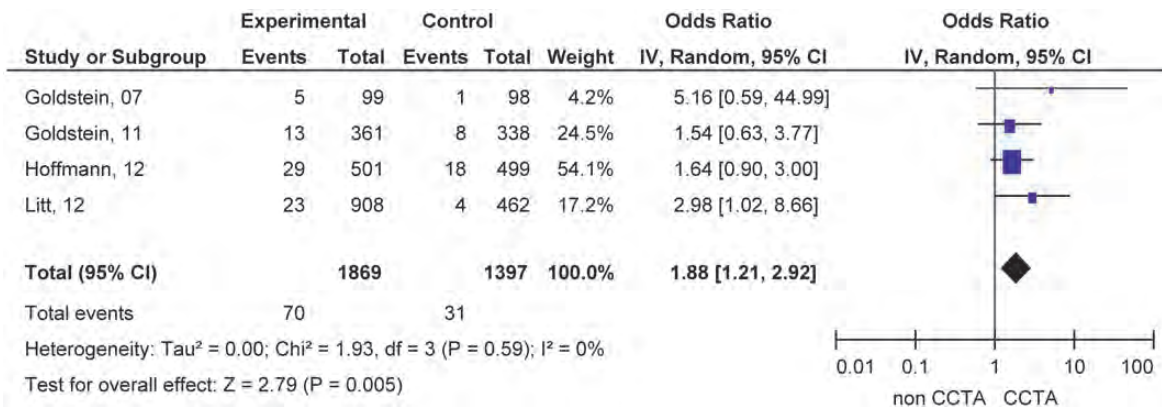 Experimental Control Odds Ratio Odds Ratio
Study or Subgroup Events Total Events Total Weight IV, Random, 95% CI IV, Random, 95% CI
Goldstein, 07 5 99 1 98 4.2% 5.16 [0.59, 44.99]
Goldstein, 11 13 361 8 338 24.5% 1.54 [0.63, 3.77]
Hoffmann, 12 29 501 18 499 54.1% 1.64 [0.90, 3.00]
Litt, 12 23 908 4 462 17.2% 2.98 [1.02, 8.66]
Total (95% CI) 1869 1397 100.0% 1.88 [1.21, 2.92]
Total events 70 31
Heterogeneity: Tau² = 0.00; Chi² = 1.93, df = 3 (P = 0.59); I² = 0%
Test for overall effect: Z = 2.79 (P = 0.005)
0.01 0.1 1 10 100
non CCTA CCTA